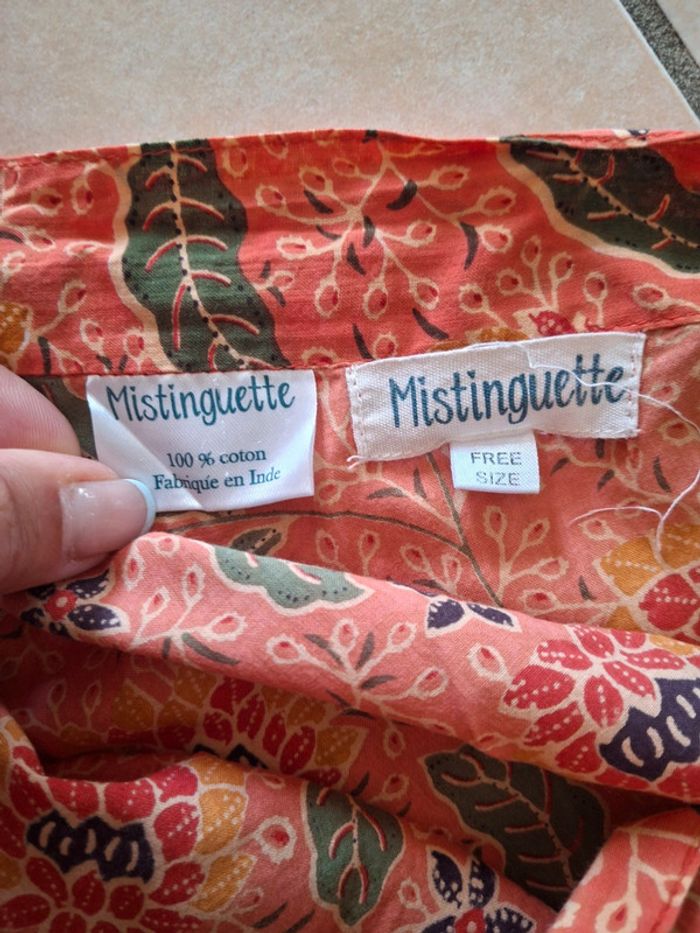 Mistinguette
100 % coton
Fabriqué en Inde
Mistinguette
FREE
SIZE